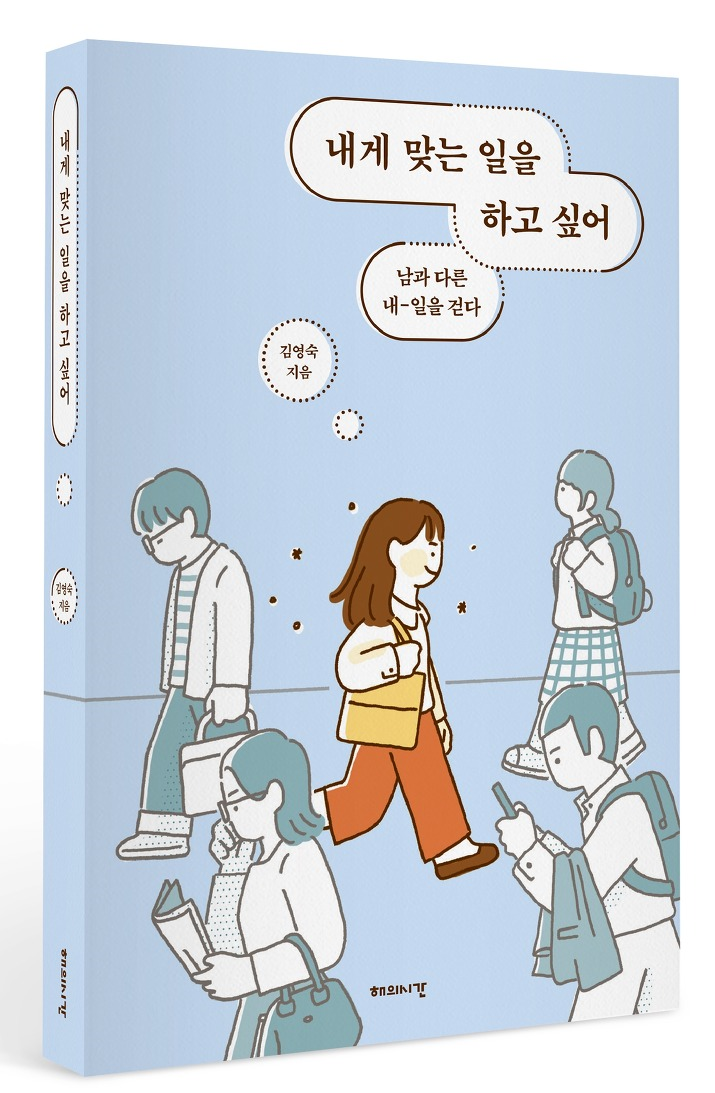 내게 맞는 일을 하고 싶어
김영숙
지음
해의시간
내게 맞는 일을
하고 싶어
남과 다른
내-일을 걷다
김영숙
지음
해의시간